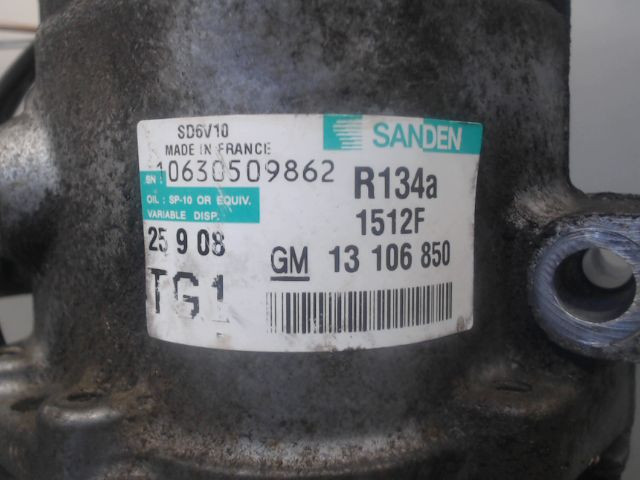 SD6V10
SANDEN
MADE IN FRANCE
SN : 10630509862
R134a
OIL : SP-10 OR EQUIV.
VARIABLE DISP.
1512F
25 9 08
GM 13 106 850
TG1